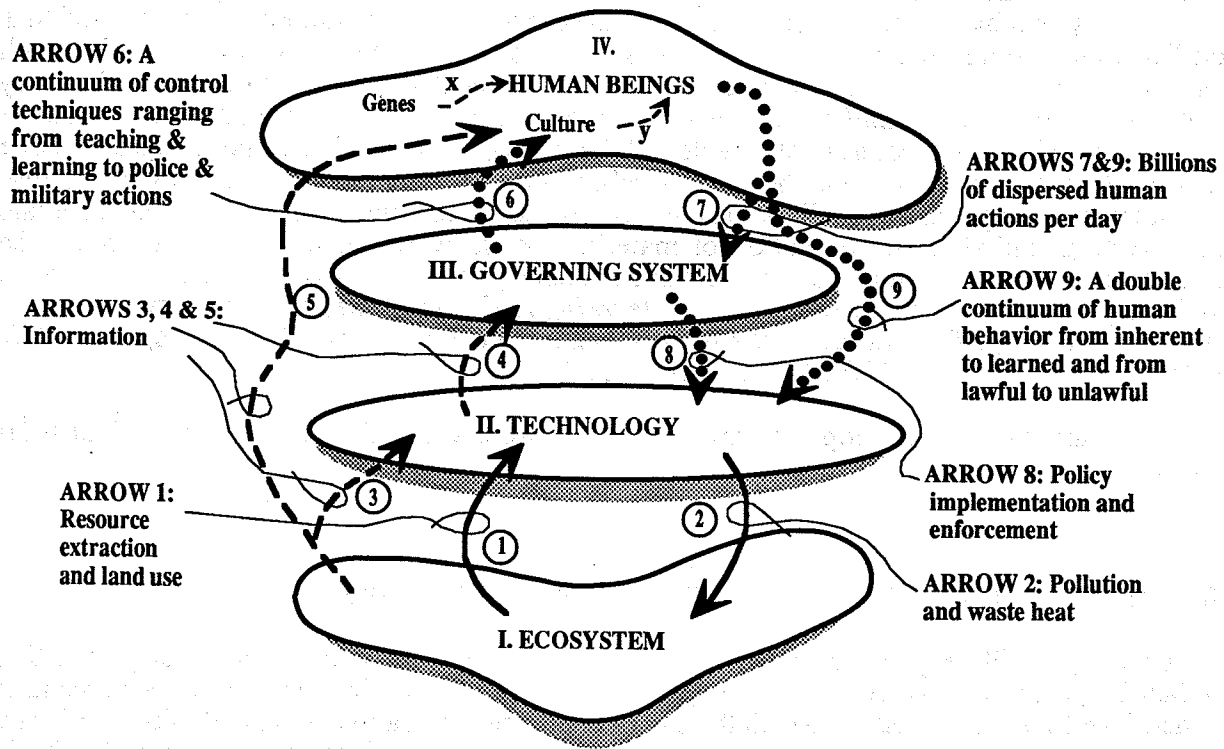 ARROW 6: A
continuum of control
techniques ranging
from teaching &
learning to police &
military actions
IV.
x
HUMAN BEINGS
Genes
Culture
y
6
7
ARROWS 7&9: Billions
of dispersed human
actions per day
III. GOVERNING SYSTEM
5
9
ARROWS 3, 4 & 5:
Information
4
8
ARROW 9: A double
continuum of human
behavior from inherent
to learned and from
lawful to unlawful
II. TECHNOLOGY
ARROW 1:
Resource
extraction
and land use
3
1
2
ARROW 8: Policy
implementation and
enforcement
ARROW 2: Pollution
and waste heat
I. ECOSYSTEM